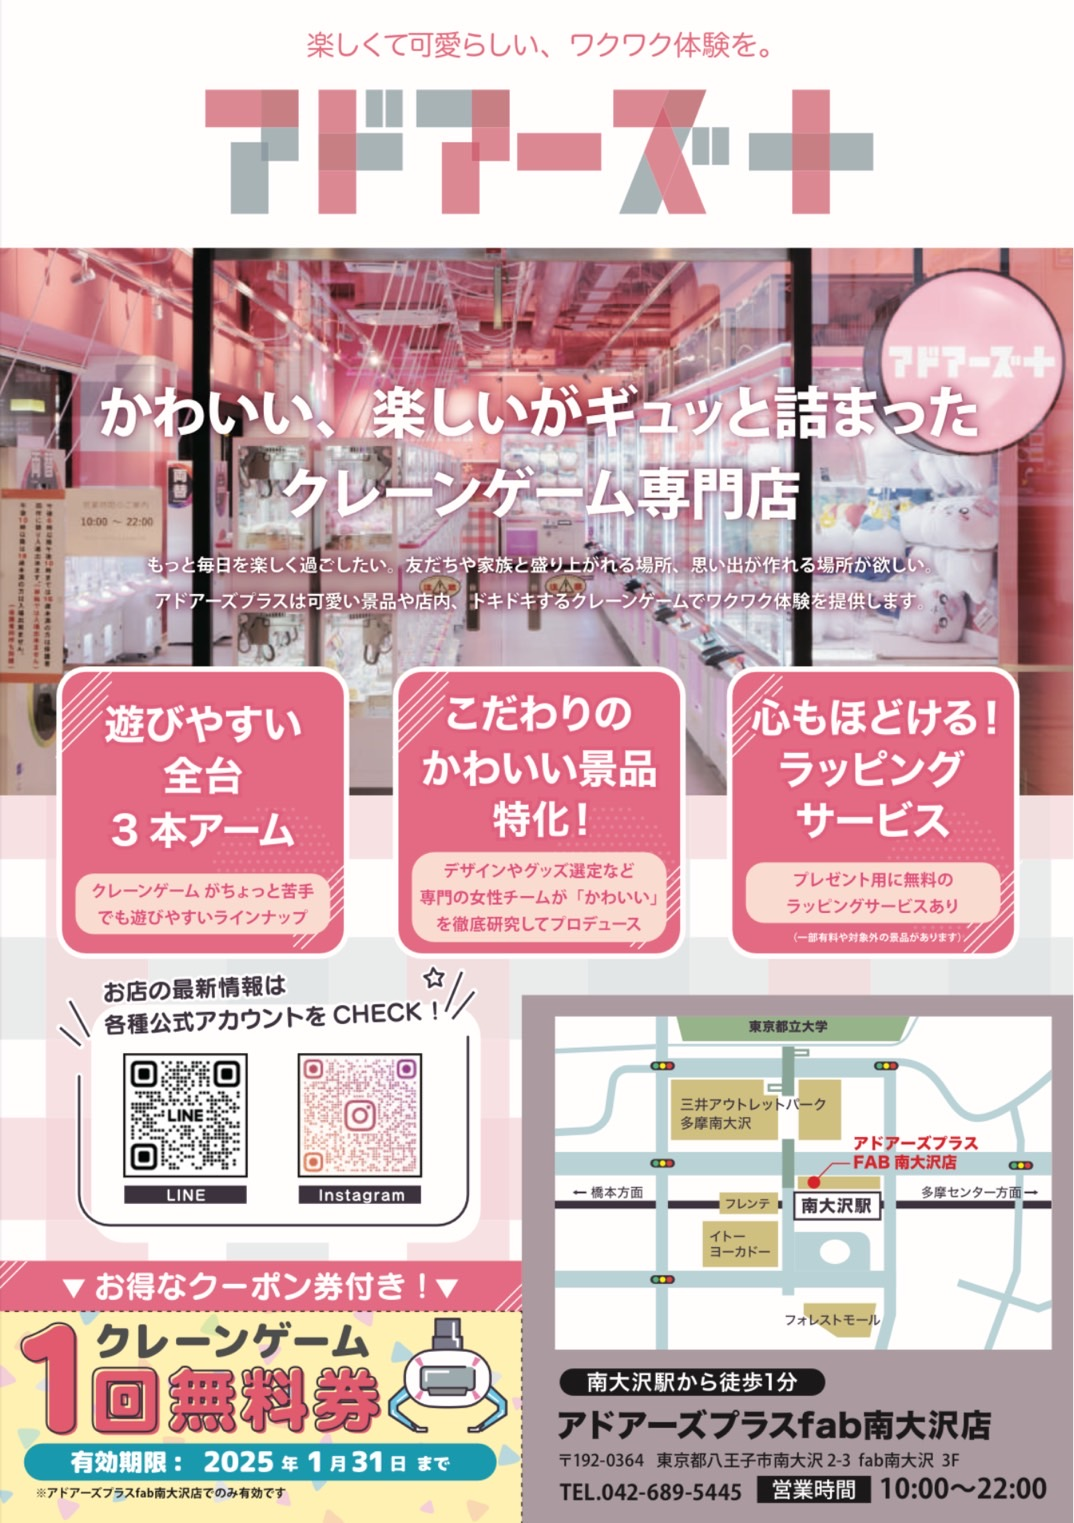 楽しくて可愛らしい、ワクワク体験を。
アドアーズ+
アドアーズ+
かわいい、楽しいがギュッと詰まった
クレーンゲーム専門店
両替
10:00 ～ 22:00
もっと毎日を楽しく過ごしたい。友だちや家族と盛り上がれる場所、思い出が作れる場所が欲しい。
アドアーズプラスは可愛い景品や店内、ドキドキするクレーンゲームでワクワク体験を提供します。
遊びやすい
全台
3本アーム
クレーンゲームがちょっと苦手
でも遊びやすいラインナップ
こだわりの
かわいい景品
特化！
デザインやグッズ選定など
専門の女性チームが「かわいい」
を徹底研究してプロデュース
心もほどける！
ラッピング
サービス
プレゼント用に無料の
ラッピングサービスあり
（一部有料や対象外の景品があります）
お店の最新情報は
各種公式アカウントを CHECK！
LINE
LINE
Instagram
東京都立大学
三井アウトレットパーク
多摩南大沢
アドアーズプラス
FAB 南大沢店
← 橋本方面
多摩センター方面 →
フレンテ
南大沢駅
イトー
ヨーカドー
フォレストモール
▼ お得なクーポン券付き！▼
クレーンゲーム
1回無料券
有効期限： 2025年1月31日 まで
※アドアーズプラスfab南大沢店でのみ有効です
南大沢駅から徒歩1分
アドアーズプラスfab南大沢店
〒192-0364 東京都八王子市南大沢 2-3 fab南大沢 3F
TEL.042-689-5445 営業時間 10:00～22:00